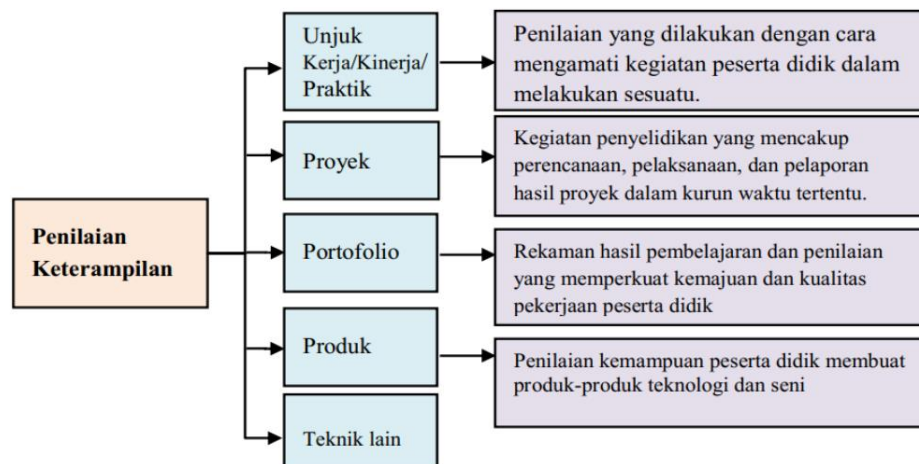 Penilaian
Keterampilan
Unjuk
Kerja/Kinerja/
Praktik
Penilaian yang dilakukan dengan cara
mengamati kegiatan peserta didik dalam
melakukan sesuatu.
Proyek
Kegiatan penyelidikan yang mencakup
perencanaan, pelaksanaan, dan pelaporan
hasil proyek dalam kurun waktu tertentu.
Portofolio
Rekaman hasil pembelajaran dan penilaian
yang memperkuat kemajuan dan kualitas
pekerjaan peserta didik
Produk
Penilaian kemampuan peserta didik membuat
produk-produk teknologi dan seni
Teknik lain